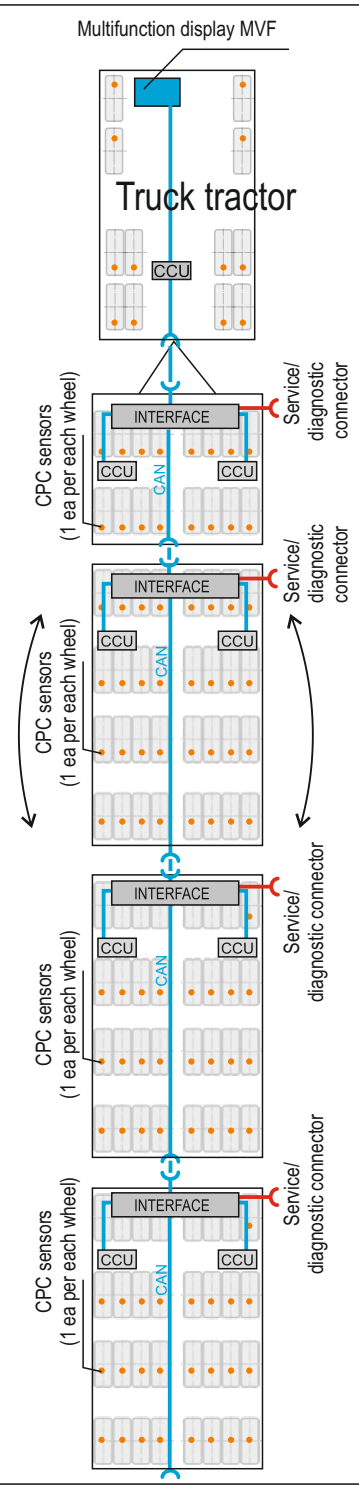 Multifunction display MVF
Truck tractor
CCU
INTERFACE
CCU
CCU
CAN
CPC sensors
(1 ea per each wheel)
Service/
diagnostic
connector
INTERFACE
CCU
CCU
CAN
CPC sensors
(1 ea per each wheel)
Service/
diagnostic
connector
INTERFACE
CCU
CCU
CAN
CPC sensors
(1 ea per each wheel)
Service/
diagnostic connector
INTERFACE
CCU
CCU
CAN
CPC sensors
(1 ea per each wheel)
Service/
diagnostic connector